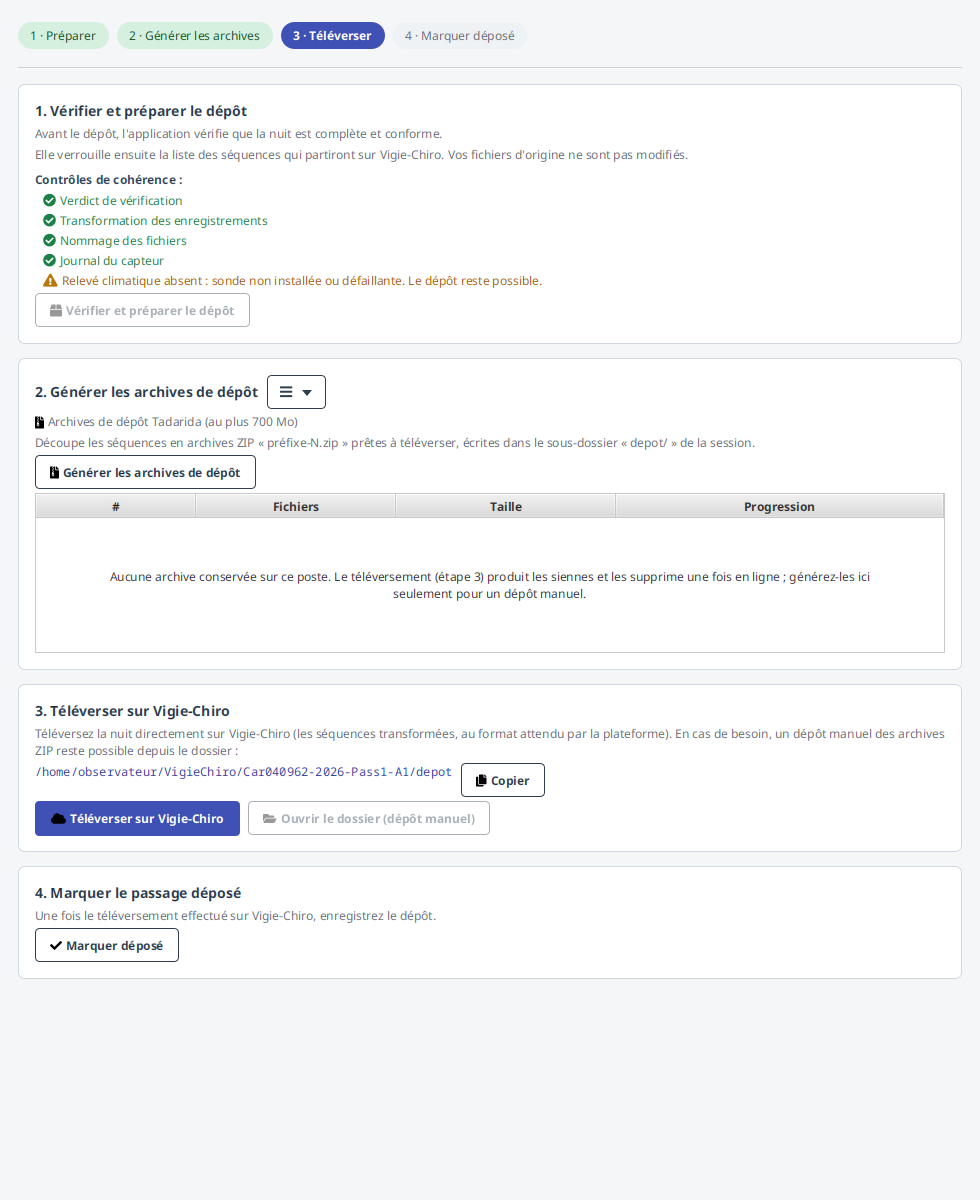 1 · Préparer
2 · Générer les archives
3 · Téléverser
4 · Marquer déposé
1. Vérifier et préparer le dépôt
Avant le dépôt, l'application vérifie que la nuit est complète et conforme.
Elle verrouille ensuite la liste des séquences qui partiront sur Vigie-Chiro. Vos fichiers d'origine ne sont pas modifiés.
Contrôles de cohérence :
Verdict de vérification
Transformation des enregistrements
Nommage des fichiers
Journal du capteur
Relevé climatique absent : sonde non installée ou défaillante. Le dépôt reste possible.
Vérifier et préparer le dépôt
2. Générer les archives de dépôt
Archives de dépôt Tadarida (au plus 700 Mo)
Découpe les séquences en archives ZIP « préfixe-N.zip » prêtes à téléverser, écrites dans le sous-dossier « depot/ » de la session.
Générer les archives de dépôt
# Fichiers Taille Progression
Aucune archive conservée sur ce poste. Le téléversement (étape 3) produit les siennes et les supprime une fois en ligne ; générez-les ici
seulement pour un dépôt manuel.
3. Téléverser sur Vigie-Chiro
Téléversez la nuit directement sur Vigie-Chiro (les séquences transformées, au format attendu par la plateforme). En cas de besoin, un dépôt manuel des archives
ZIP reste possible depuis le dossier :
/home/observateur/VigieChiro/Car040962-2026-Pass1-A1/depot
Copier
Téléverser sur Vigie-Chiro
Ouvrir le dossier (dépôt manuel)
4. Marquer le passage déposé
Une fois le téléversement effectué sur Vigie-Chiro, enregistrez le dépôt.
Marquer déposé